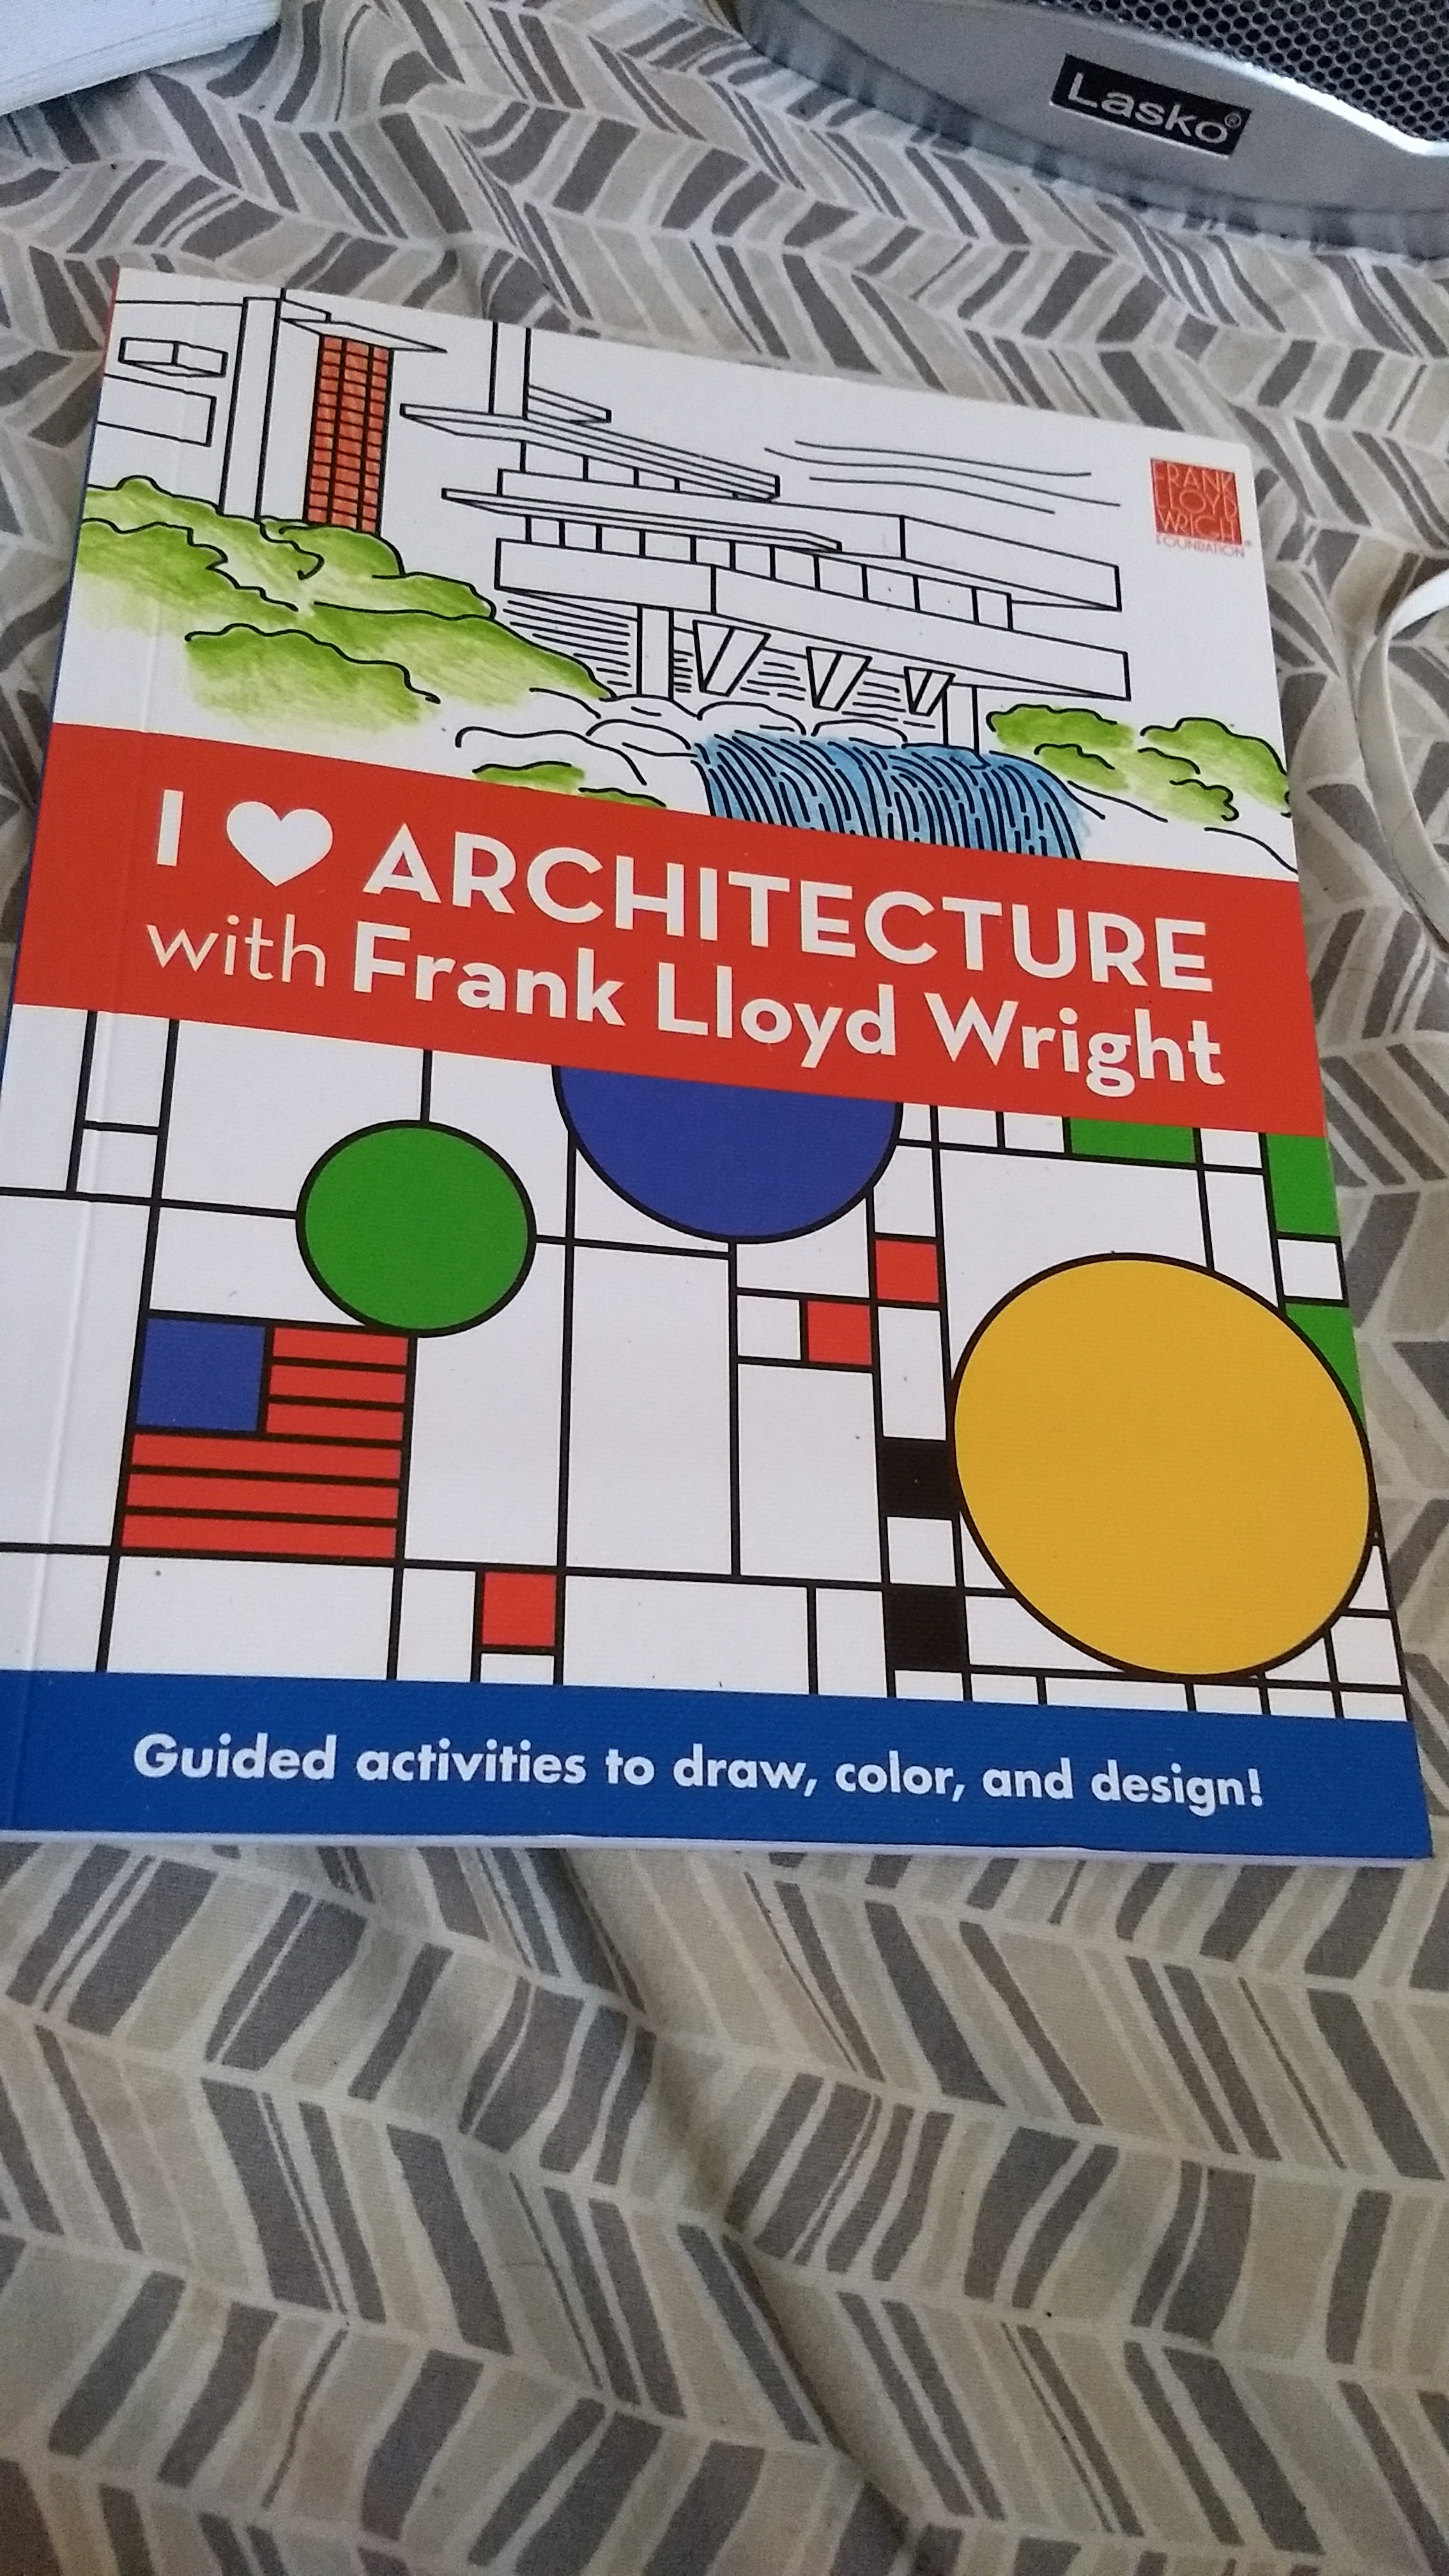 Lasko®
FRANK
LLOYD
WRIGHT
FOUNDATION®
I ♥ ARCHITECTURE
with Frank Lloyd Wright
Guided activities to draw, color, and design!